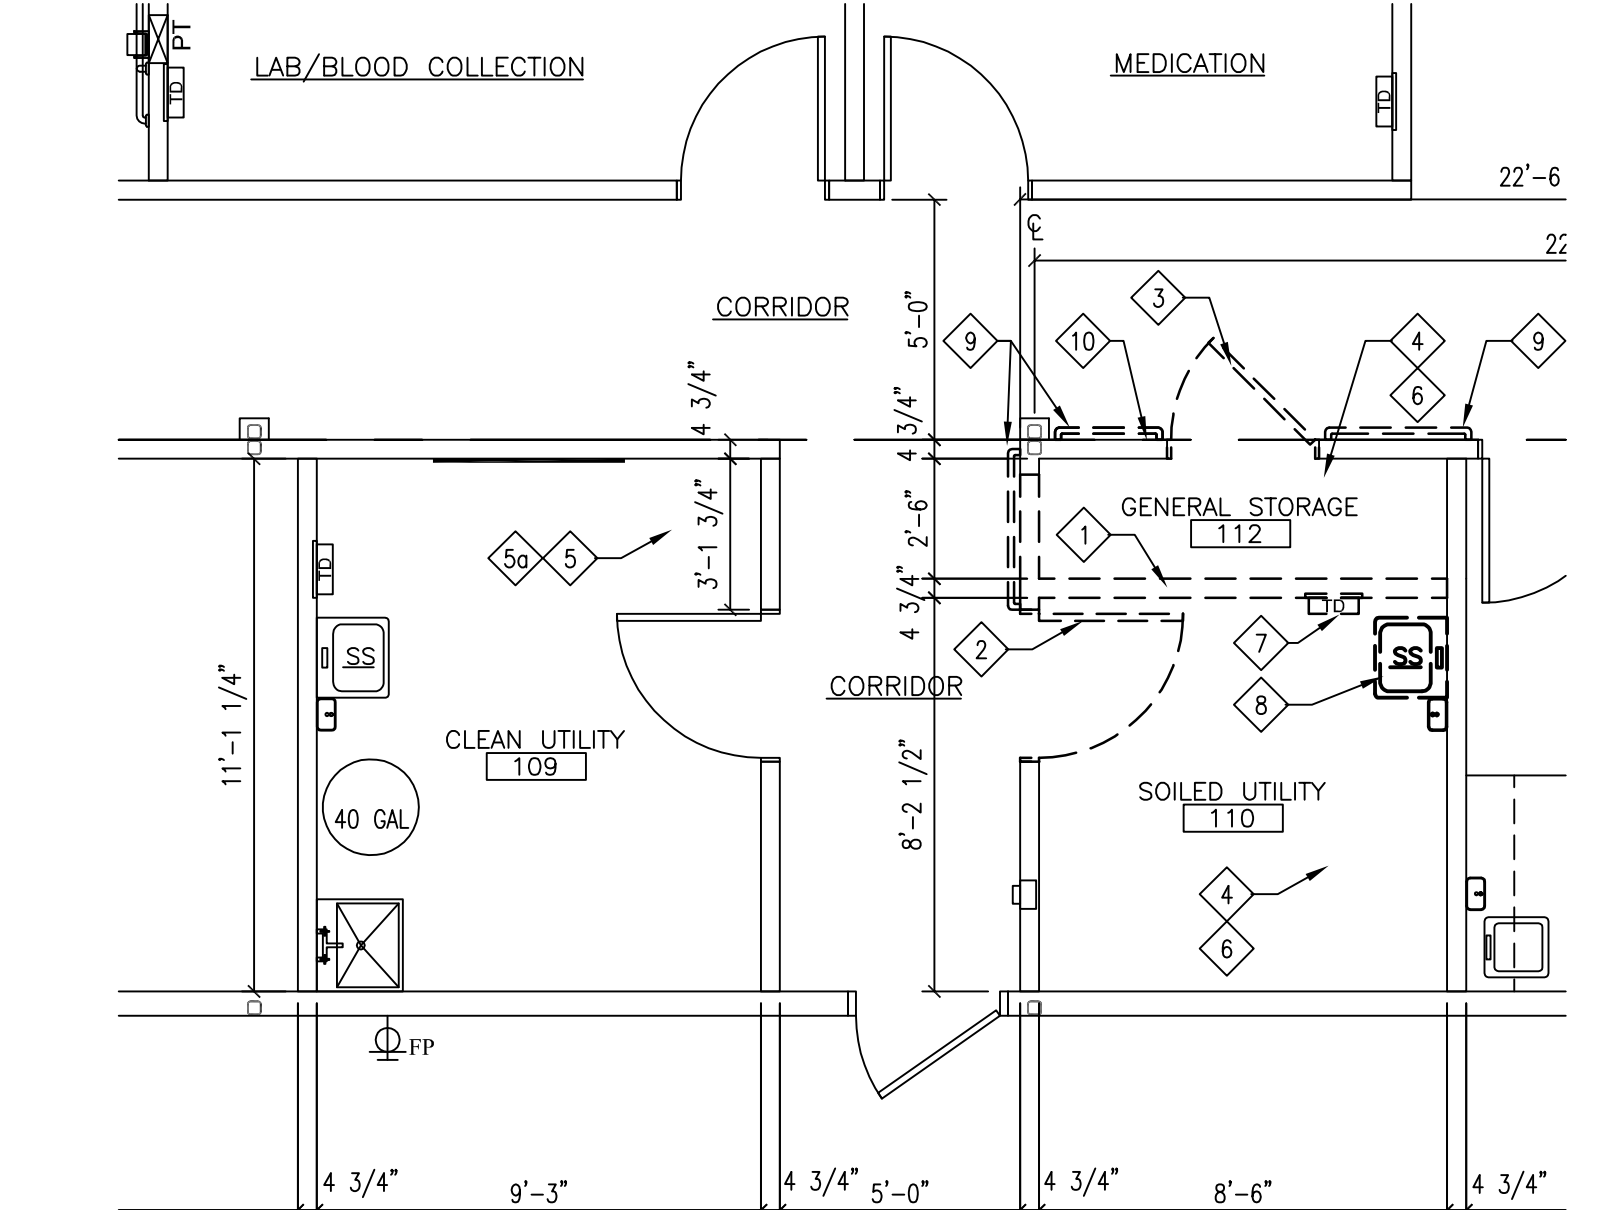 PT
TD
LAB/BLOOD COLLECTION
MEDICATION
TD
22'-6
CL
22
3
CORRIDOR
5'-0"
9
10
4
9
6
4 3/4"
4 3/4"
GENERAL STORAGE
112
5a
5
3'-1 3/4"
2'-6"
1
TD
4 3/4"
TD
2
7
SS
SS
8
CORRIDOR
11'-1 1/4"
CLEAN UTILITY
109
8'-2 1/2"
SOILED UTILITY
110
40 GAL
4
6
FP
4 3/4"
9'-3"
4 3/4"
5'-0"
4 3/4"
8'-6"
4 3/4"